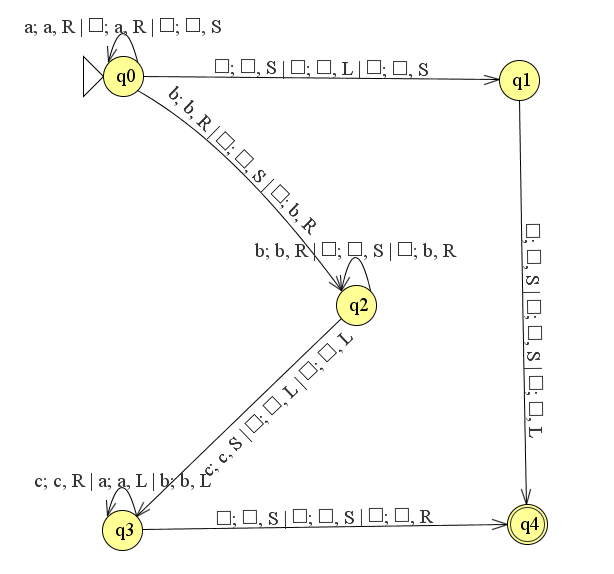 a; a, R | □; a, R | □; □, S
q0
□; □, S | □; □, L | □; □, S
q1
b; b, R | □; □, S | □; b, R
b; b, R | □; □, S | □; b, R
q2
□; □, S | □; □, S | □; □, L
c; c, S | □; □, L | □; □, L
c; c, R | a; a, L | b; b, L
q3
□; □, S | □; □, S | □; □, R
q4